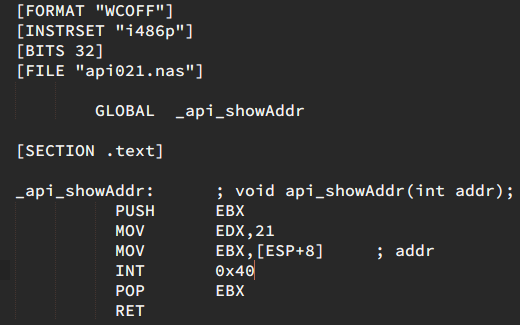 [FORMAT "WCOFF"]
[INSTRSET "i486p"]
[BITS 32]
[FILE "api021.nas"]
GLOBAL _api_showAddr
[SECTION .text]
_api_showAddr: ; void api_showAddr(int addr);
PUSH EBX
MOV EDX,21
MOV EBX,[ESP+8] ; addr
INT 0x40
POP EBX
RET